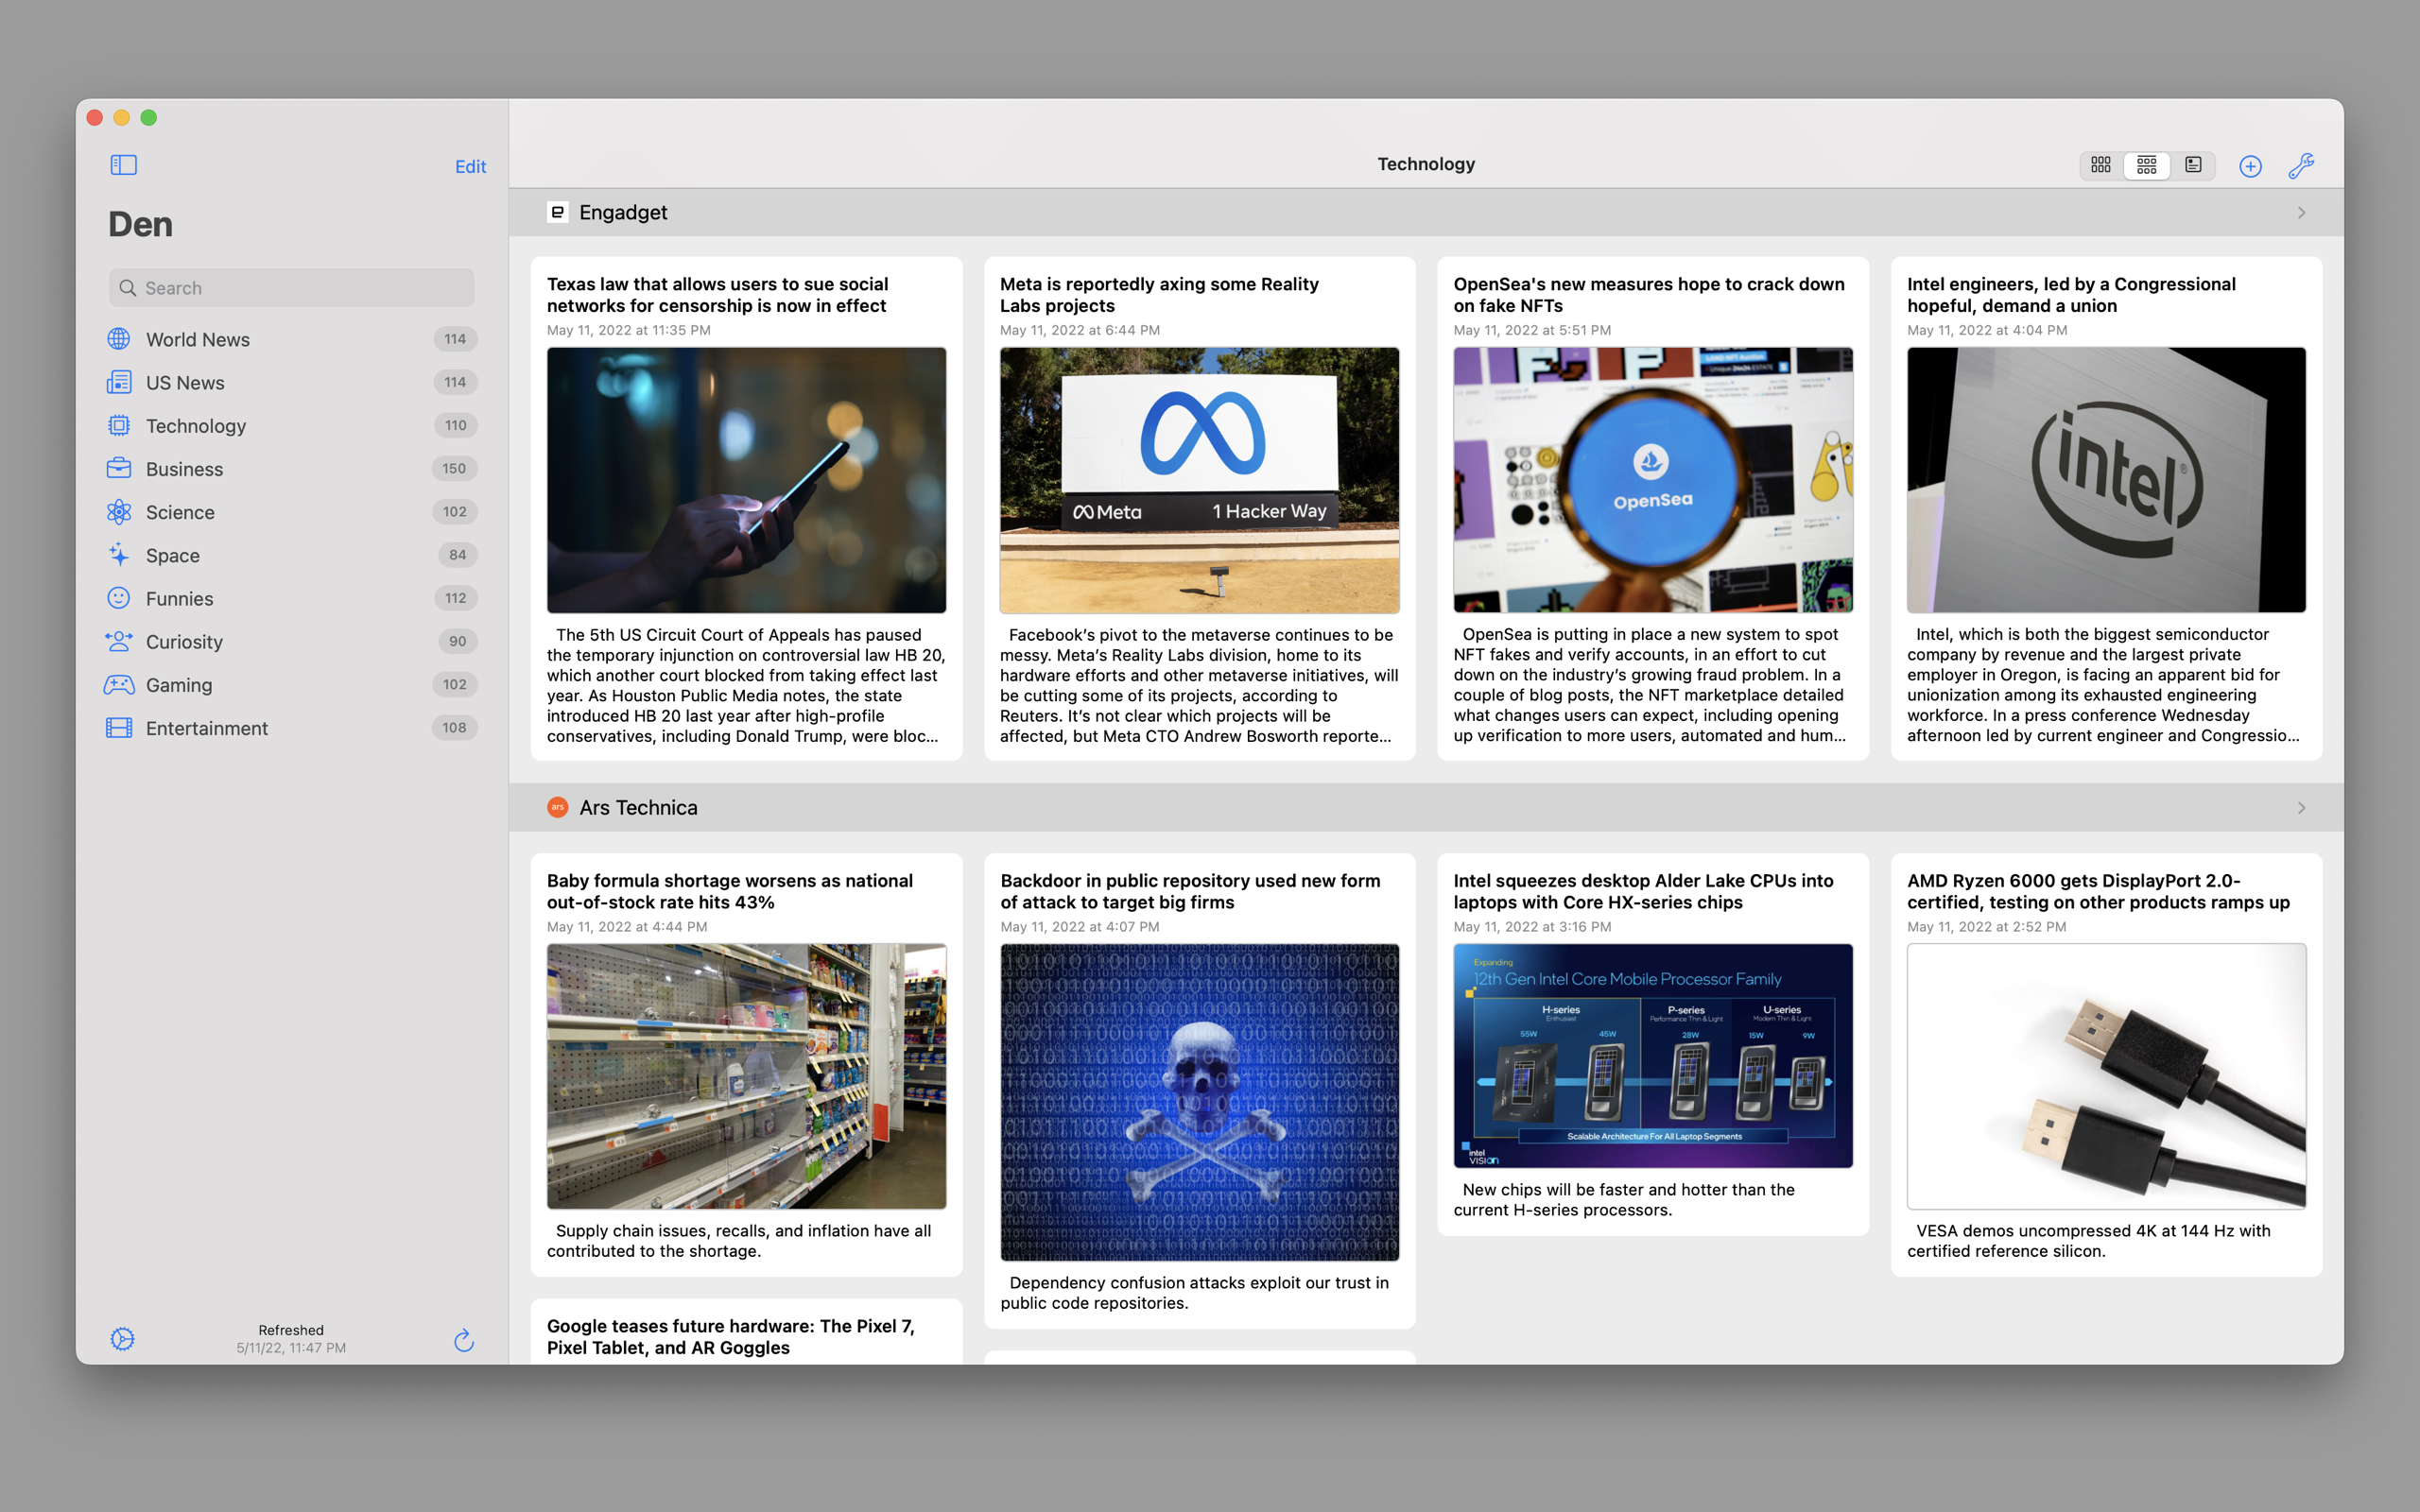 Edit
Den
Search
World News 114
US News 114
Technology 110
Business 150
Science 102
Space 84
Funnies 112
Curiosity 90
Gaming 102
Entertainment 108
Refreshed
5/11/22, 11:47 PM
Technology
Engadget
Texas law that allows users to sue social
networks for censorship is now in effect
May 11, 2022 at 11:35 PM
The 5th US Circuit Court of Appeals has paused
the temporary injunction on controversial law HB 20,
which another court blocked from taking effect last
year. As Houston Public Media notes, the state
introduced HB 20 last year after high-profile
conservatives, including Donald Trump, were bloc...
Meta is reportedly axing some Reality
Labs projects
May 11, 2022 at 6:44 PM
Meta 1 Hacker Way
Facebook’s pivot to the metaverse continues to be
messy. Meta’s Reality Labs division, home to its
hardware efforts and other metaverse initiatives, will
be cutting some of its projects, according to
Reuters. It’s not clear which projects will be
affected, but Meta CTO Andrew Bosworth reporte...
OpenSea's new measures hope to crack down
on fake NFTs
May 11, 2022 at 5:51 PM
OpenSea
OpenSea is putting in place a new system to spot
NFT fakes and verify accounts, in an effort to cut
down on the industry’s growing fraud problem. In a
couple of blog posts, the NFT marketplace detailed
what changes users can expect, including opening
up verification to more users, automated and hum...
Intel engineers, led by a Congressional
hopeful, demand a union
May 11, 2022 at 4:04 PM
intel®
Intel, which is both the biggest semiconductor
company by revenue and the largest private
employer in Oregon, is facing an apparent bid for
unionization among its exhausted engineering
workforce. In a press conference Wednesday
afternoon led by current engineer and Congressio...
ars Ars Technica
Baby formula shortage worsens as national
out-of-stock rate hits 43%
May 11, 2022 at 4:44 PM
Supply chain issues, recalls, and inflation have all
contributed to the shortage.
Google teases future hardware: The Pixel 7,
Pixel Tablet, and AR Goggles
Backdoor in public repository used new form
of attack to target big firms
May 11, 2022 at 4:07 PM
Dependency confusion attacks exploit our trust in
public code repositories.
Intel squeezes desktop Alder Lake CPUs into
laptops with Core HX-series chips
May 11, 2022 at 3:16 PM
Expanding
12th Gen Intel Core Mobile Processor Family
H-series P-series U-series
Enthusiast Performance Thin & Light Modern Thin & Light
55W 45W 28W 15W 9W
Scalable Architecture For All Laptop Segments
intel
VISION
New chips will be faster and hotter than the
current H-series processors.
AMD Ryzen 6000 gets DisplayPort 2.0-
certified, testing on other products ramps up
May 11, 2022 at 2:52 PM
VESA demos uncompressed 4K at 144 Hz with
certified reference silicon.